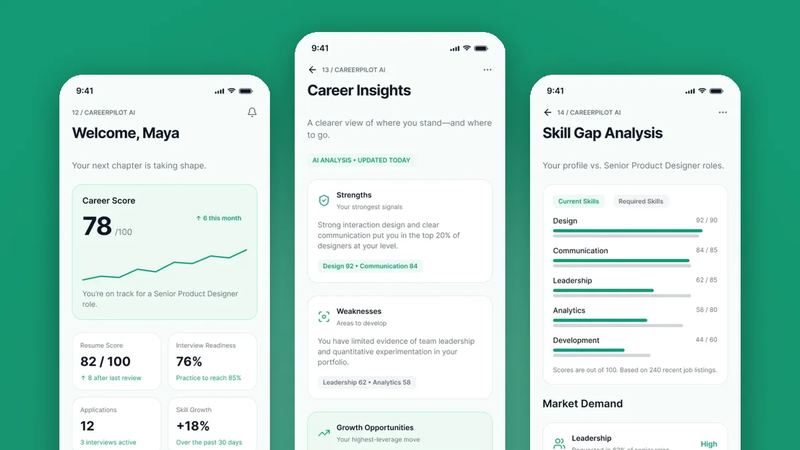 9:41
12 / CAREERPILOT AI
Welcome, Maya
Your next chapter is taking shape.
Career Score
78 /100
↑ 6 this month
You're on track for a Senior Product Designer
role.
Resume Score
82 / 100
↑ 8 after last review
Interview Readiness
76%
Practice to reach 85%
Applications
12
3 interviews active
Skill Growth
+18%
Over the past 30 days
9:41
13 / CAREERPILOT AI
Career Insights
A clearer view of where you stand—and where
to go.
AI ANALYSIS • UPDATED TODAY
Strengths
Your strongest signals
Strong interaction design and clear
communication put you in the top 20% of
designers at your level.
Design 92 • Communication 84
Weaknesses
Areas to develop
You have limited evidence of team leadership
and quantitative experimentation in your
portfolio.
Leadership 62 • Analytics 58
Growth Opportunities
Your highest-leverage move
9:41
14 / CAREERPILOT AI
Skill Gap Analysis
Your profile vs. Senior Product Designer roles.
Current Skills
Required Skills
Design 92 / 90
Communication 84 / 85
Leadership 62 / 85
Analytics 58 / 80
Development 44 / 60
Scores are out of 100. Based on 240 recent job listings.
Market Demand
Leadership
High